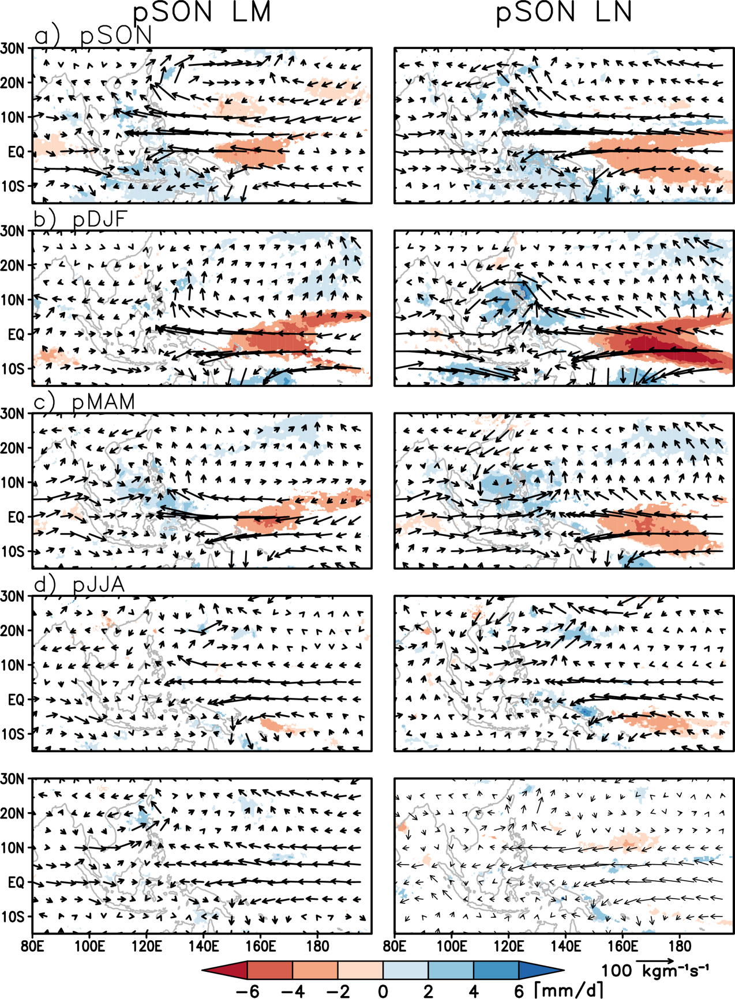 pSON LM pSON LN
a) pSON
30N
20N
10N
EQ
10S
b) pDJF
30N
20N
10N
EQ
10S
c) pMAM
30N
20N
10N
EQ
10S
d) pJJA
30N
20N
10N
EQ
10S
30N
20N
10N
EQ
10S
80E 100E 120E 140E 160E 180 80E 100E 120E 140E 160E 180
100 kgm⁻¹s⁻¹
−6 −4 −2 0 2 4 6 [mm/d]